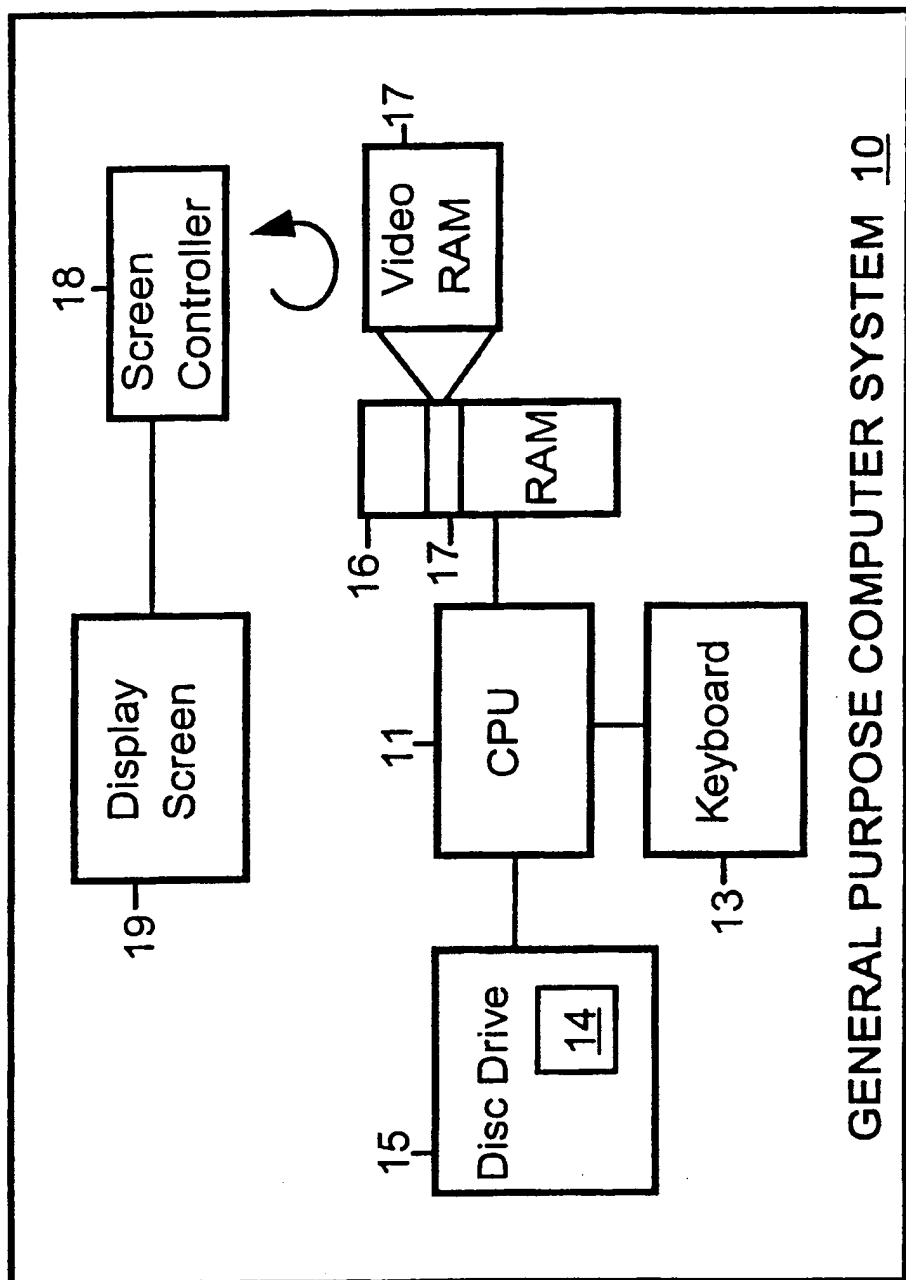 18
Screen
Controller
19
Display
Screen
17
Video
RAM
16
17
RAM
11
CPU
15
Disc Drive
14
13
Keyboard
GENERAL PURPOSE COMPUTER SYSTEM 10